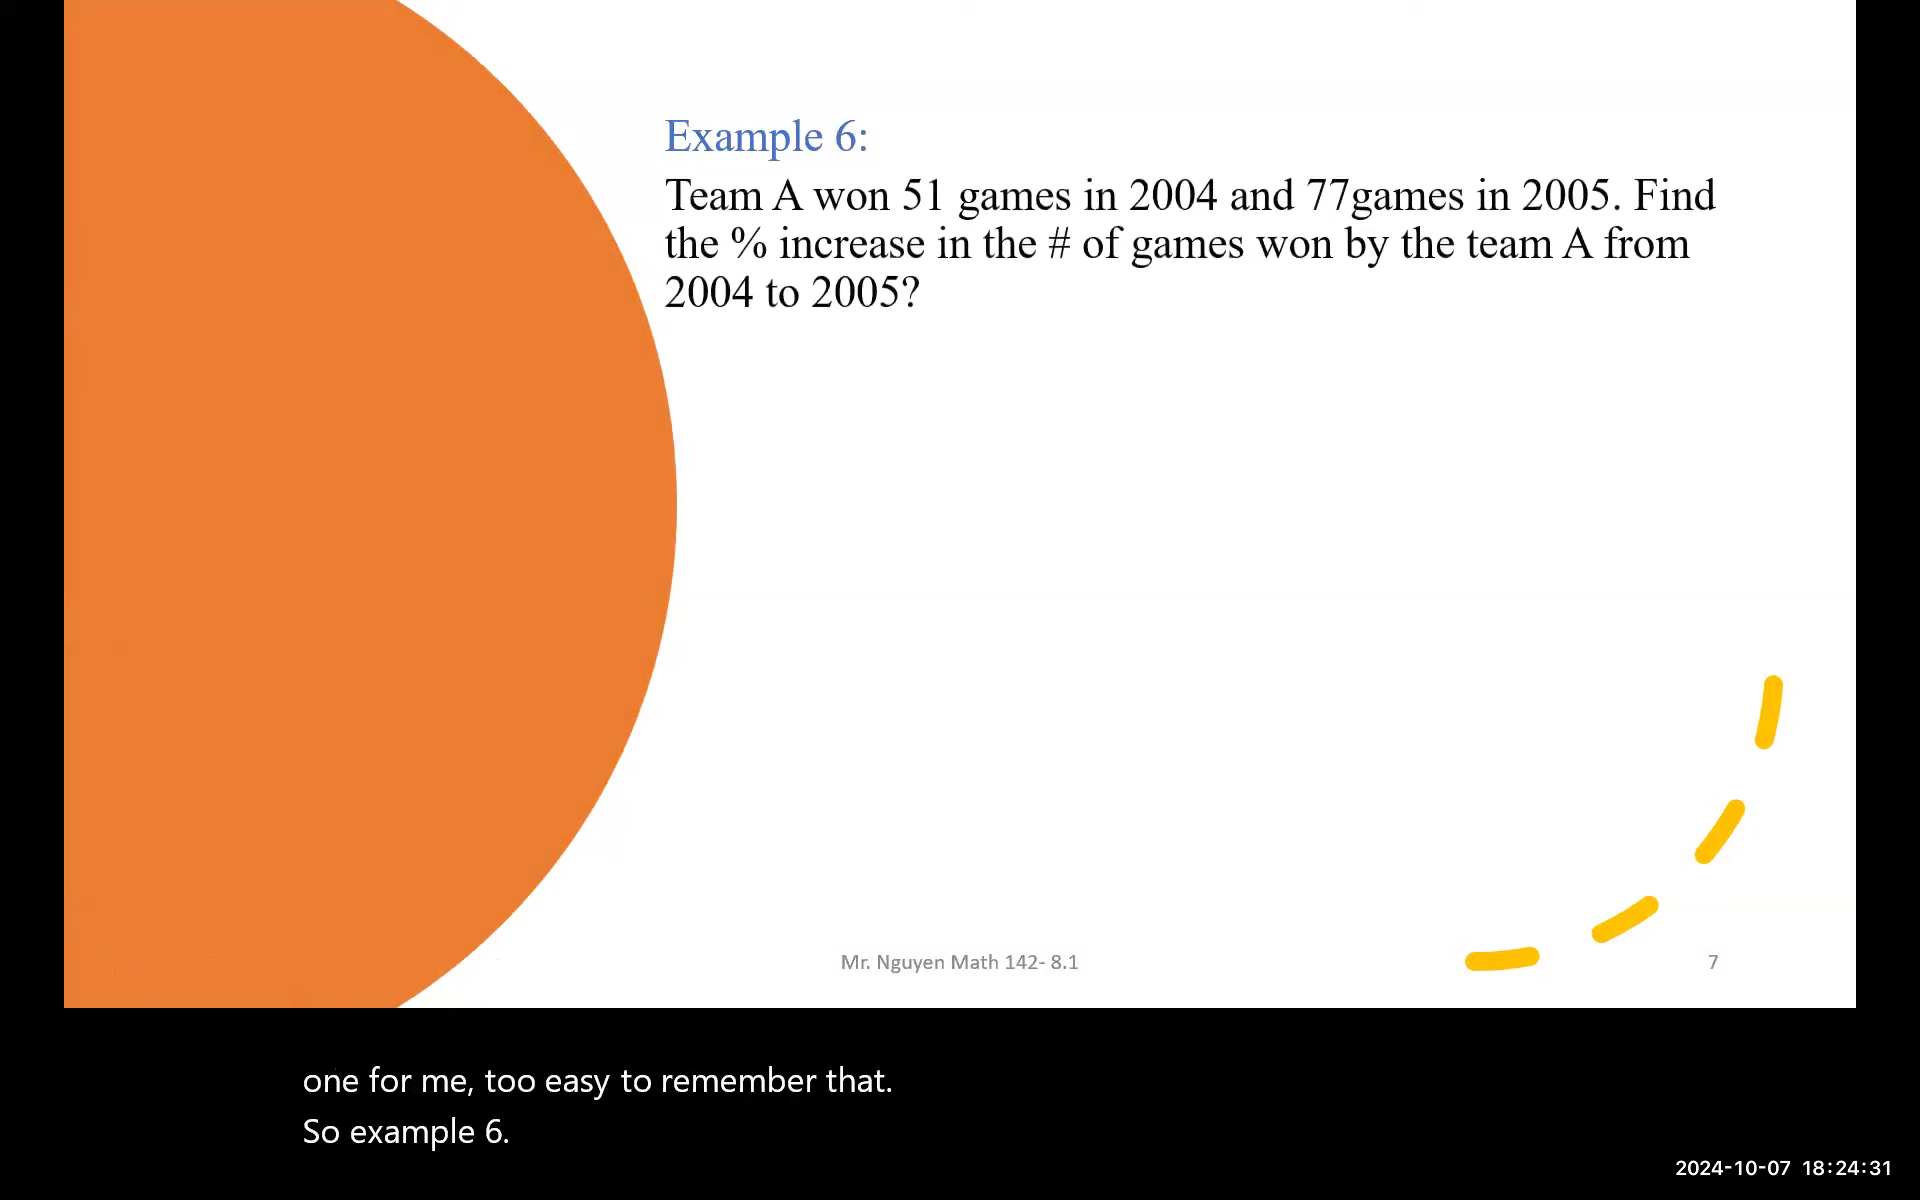 Example 6:
Team A won 51 games in 2004 and 77games in 2005. Find
the % increase in the # of games won by the team A from
2004 to 2005?
Mr. Nguyen Math 142- 8.1
7
one for me, too easy to remember that.
So example 6.
2024-10-07 18:24:31